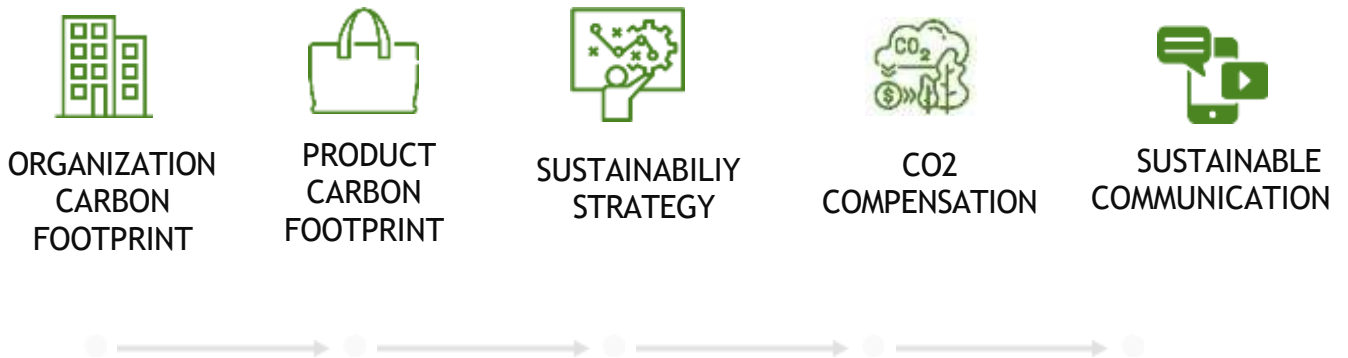 ORGANIZATION
CARBON
FOOTPRINT
PRODUCT
CARBON
FOOTPRINT
SUSTAINABILIY
STRATEGY
CO2
CO2
COMPENSATION
$
SUSTAINABLE
COMMUNICATION